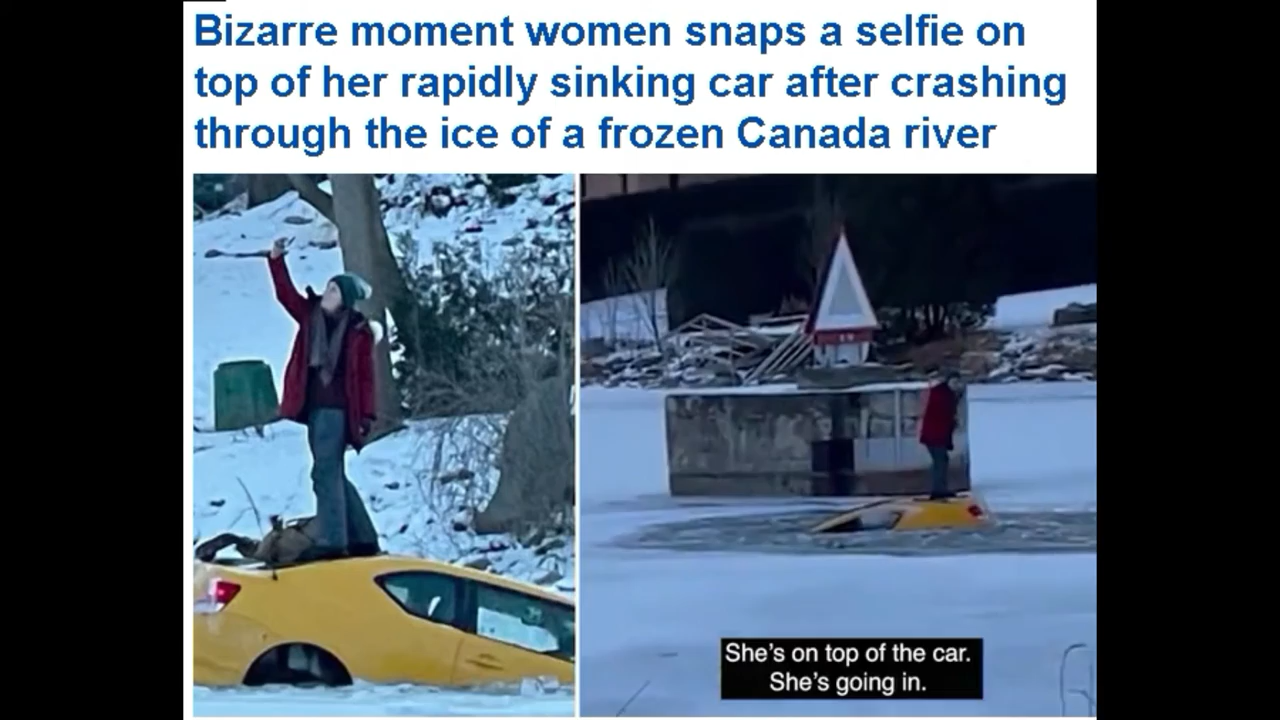 Bizarre moment women snaps a selfie on
top of her rapidly sinking car after crashing
through the ice of a frozen Canada river
She's on top of the car.
She's going in.